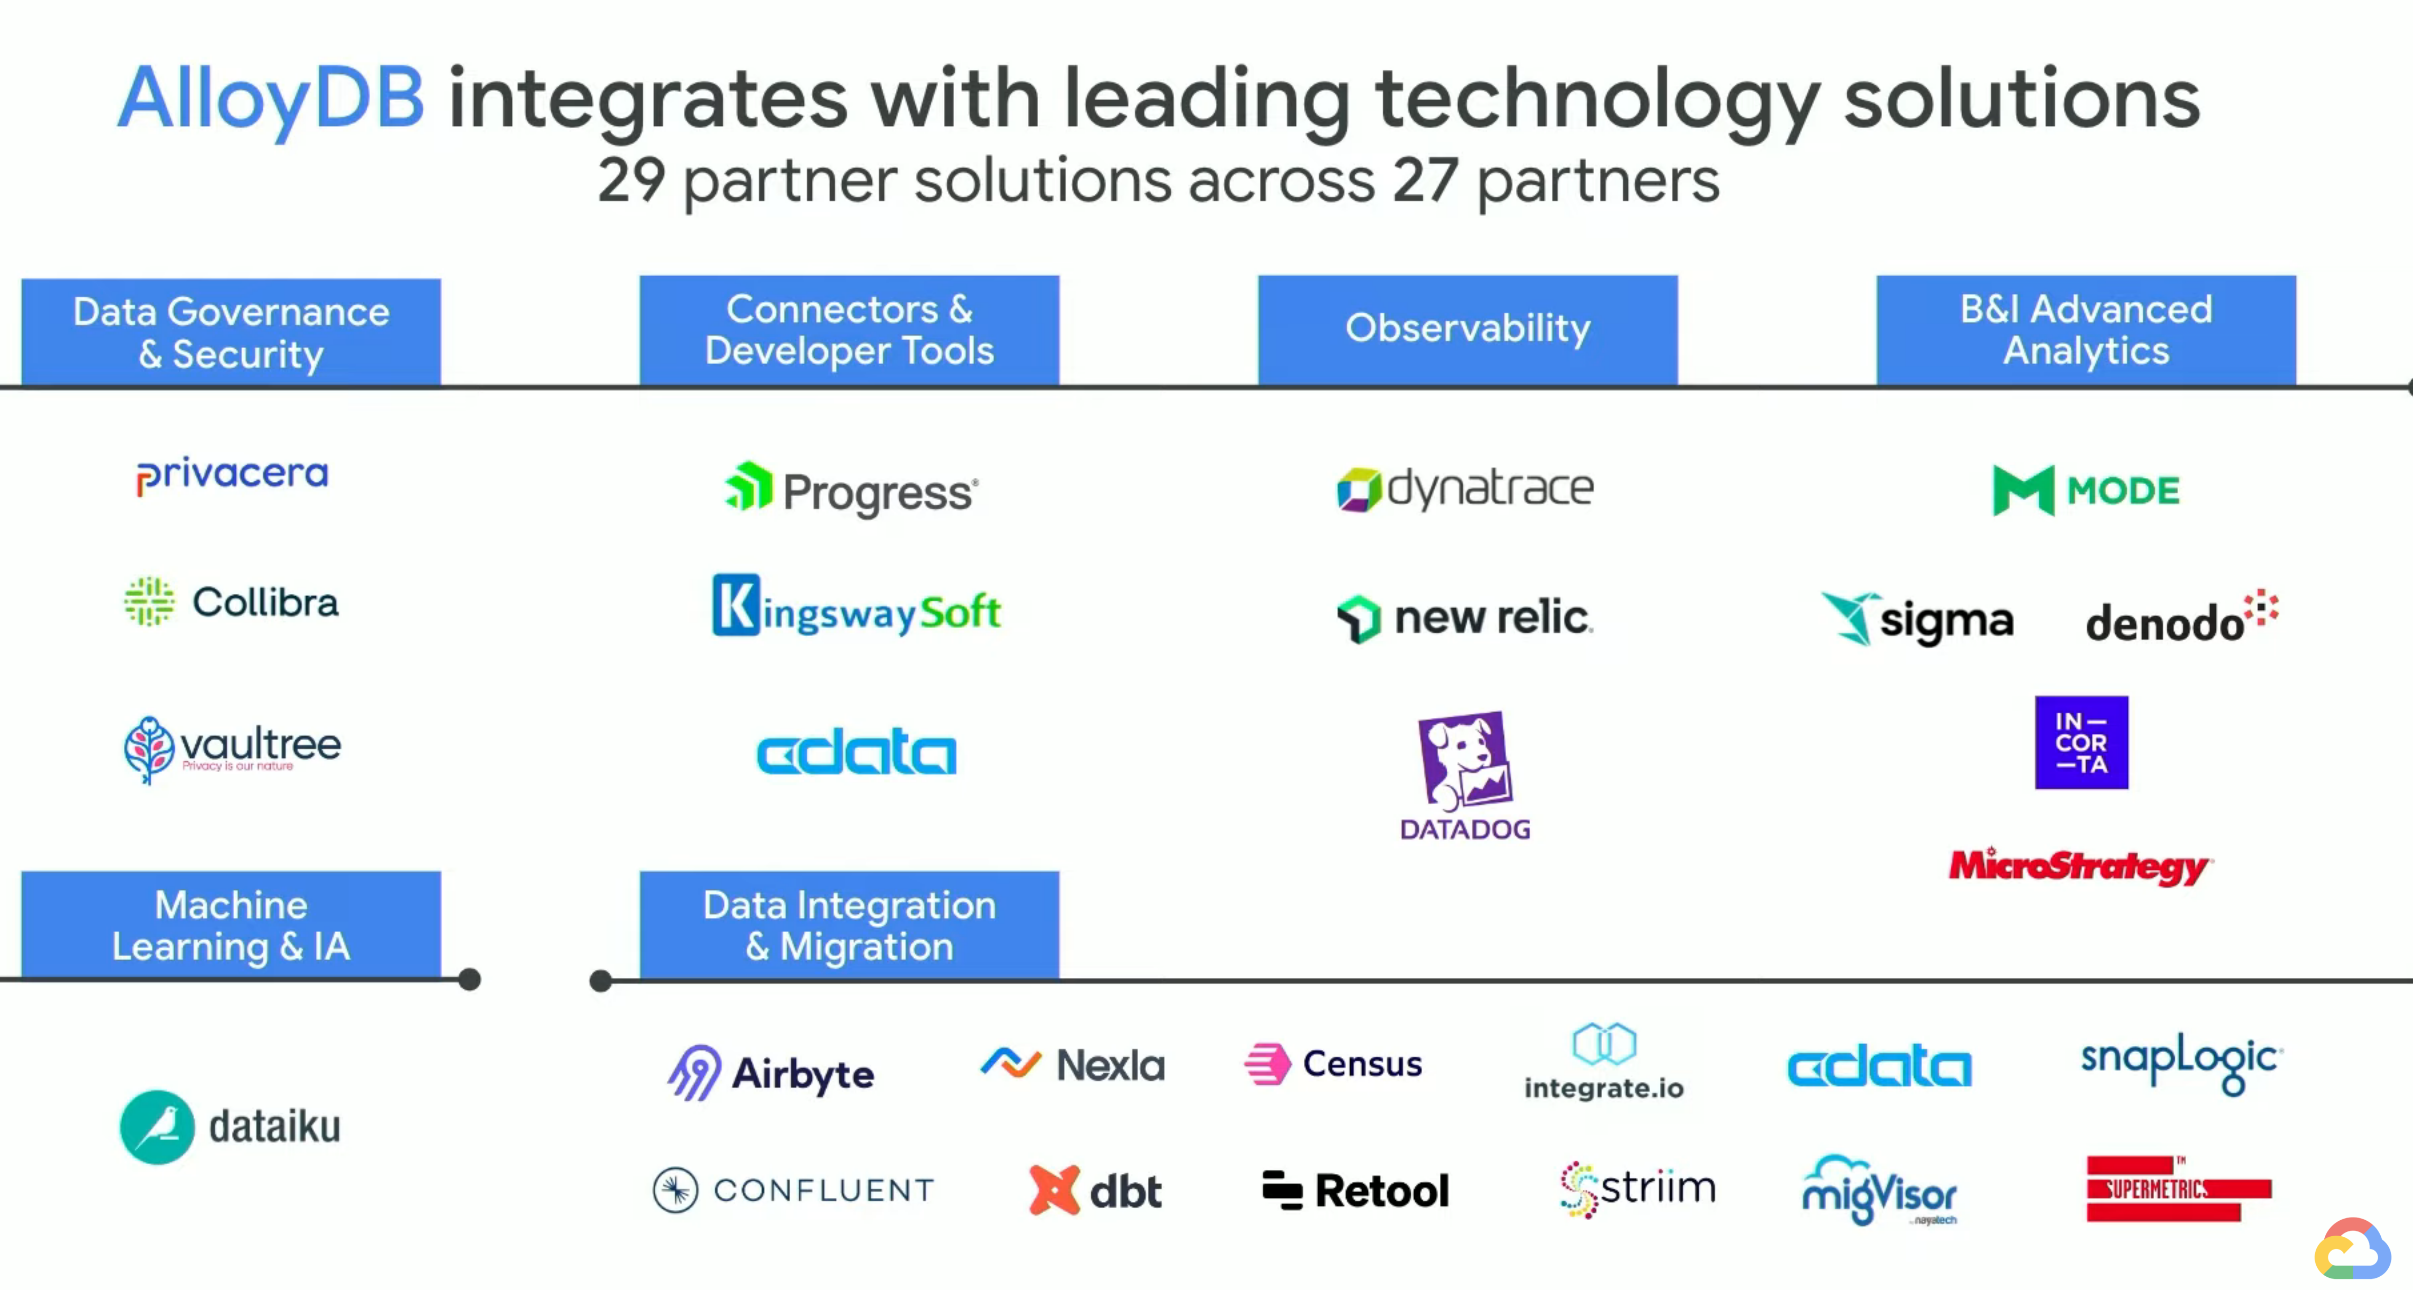 AlloyDB integrates with leading technology solutions
29 partner solutions across 27 partners
Data Governance
& Security
privacera
Collibra
vaultree
Privacy is our nature
Connectors &
Developer Tools
Progress®
KingswaySoft
cdata
Observability
dynatrace
new relic.
DATADOG
B&I Advanced
Analytics
MODE
sigma
denodo
IN—
COR
—TA
MicroStrategy
Machine
Learning & IA
dataiku
Data Integration
& Migration
Airbyte
Nexla
Census
integrate.io
cdata
snapLogic
CONFLUENT
dbt
Retool
striim
migVisor
by nayatech
SUPERMETRICS
TM